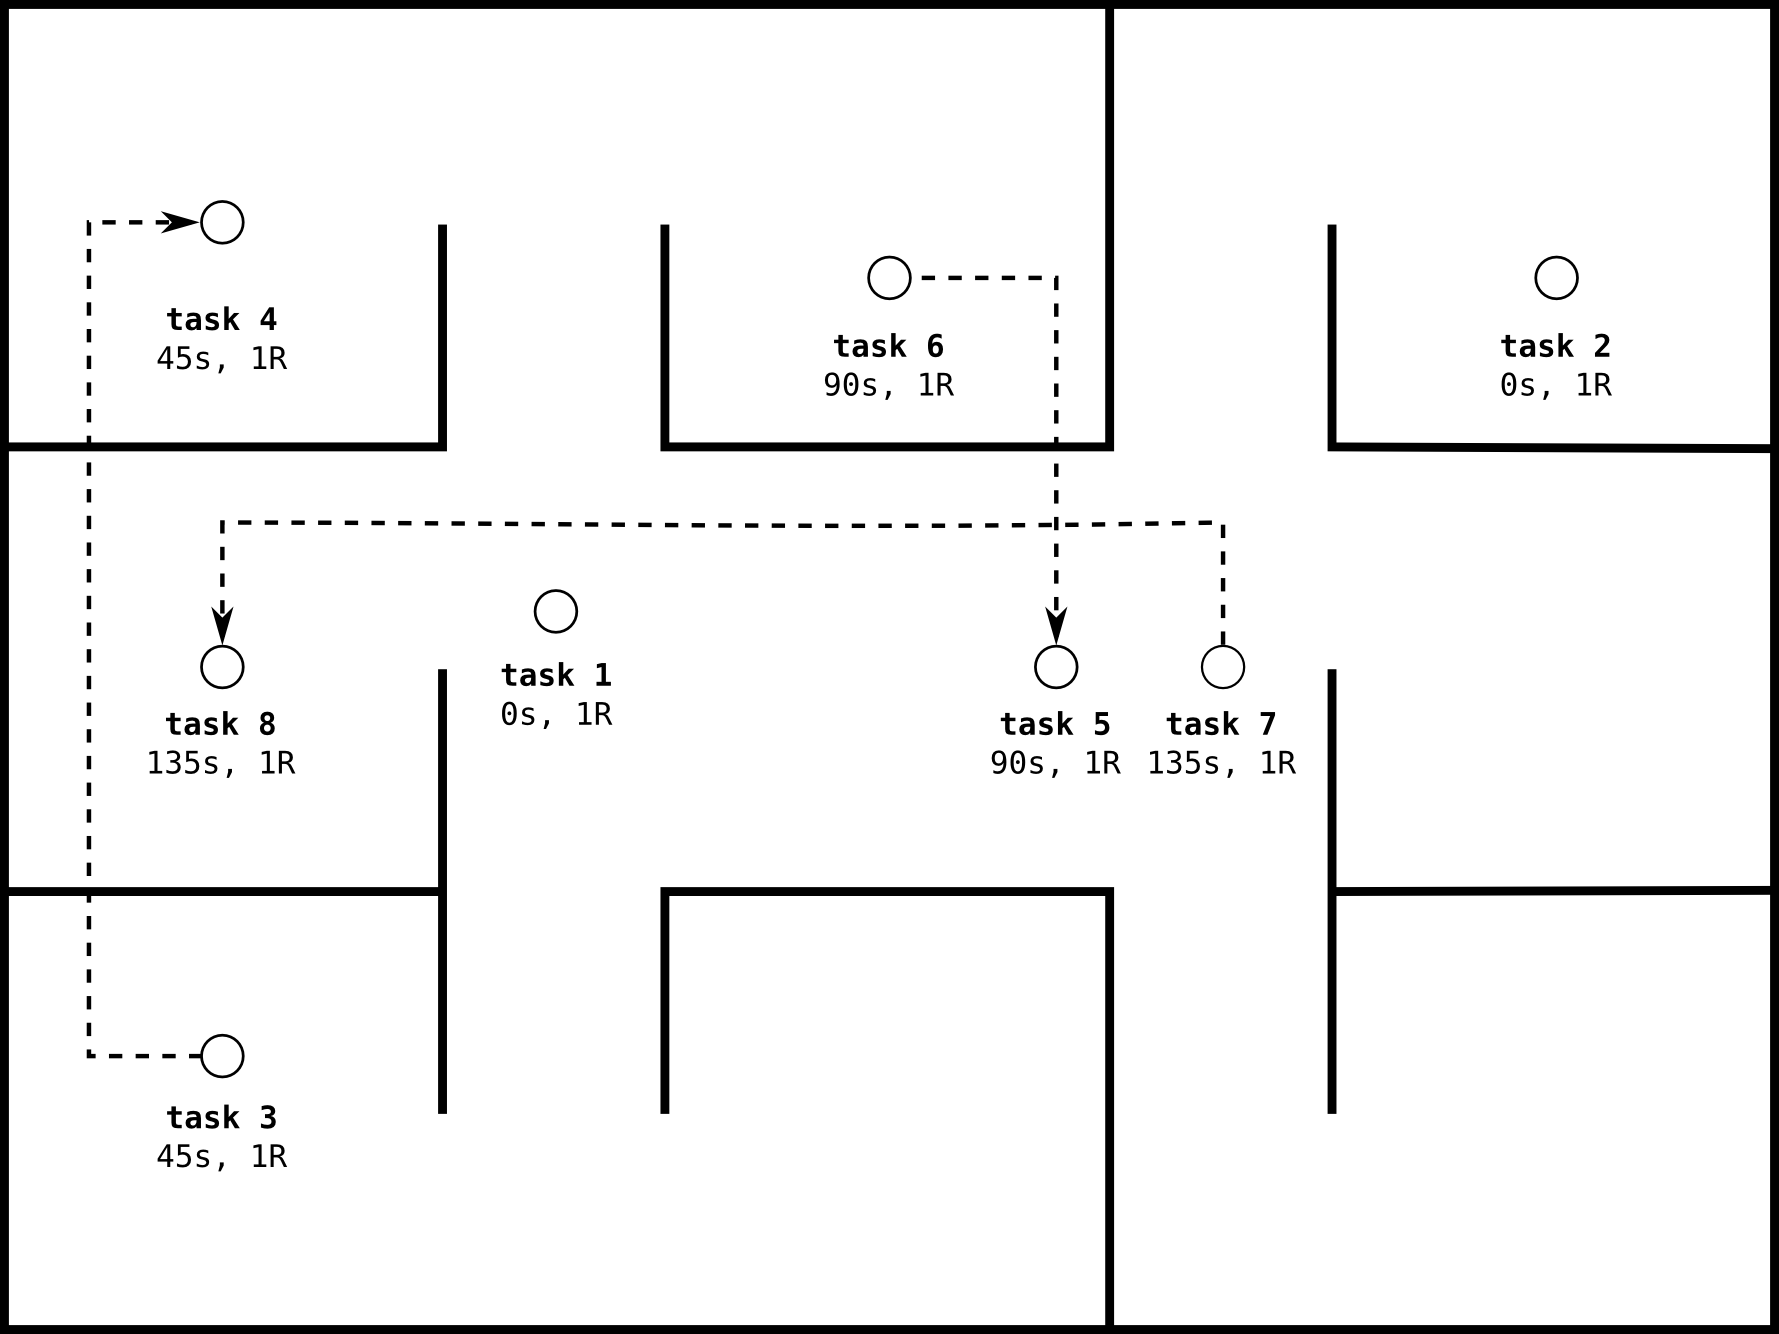 task 4
45s, 1R
task 6
90s, 1R
task 2
0s, 1R
task 8
135s, 1R
task 1
0s, 1R
task 5
90s, 1R
task 7
135s, 1R
task 3
45s, 1R